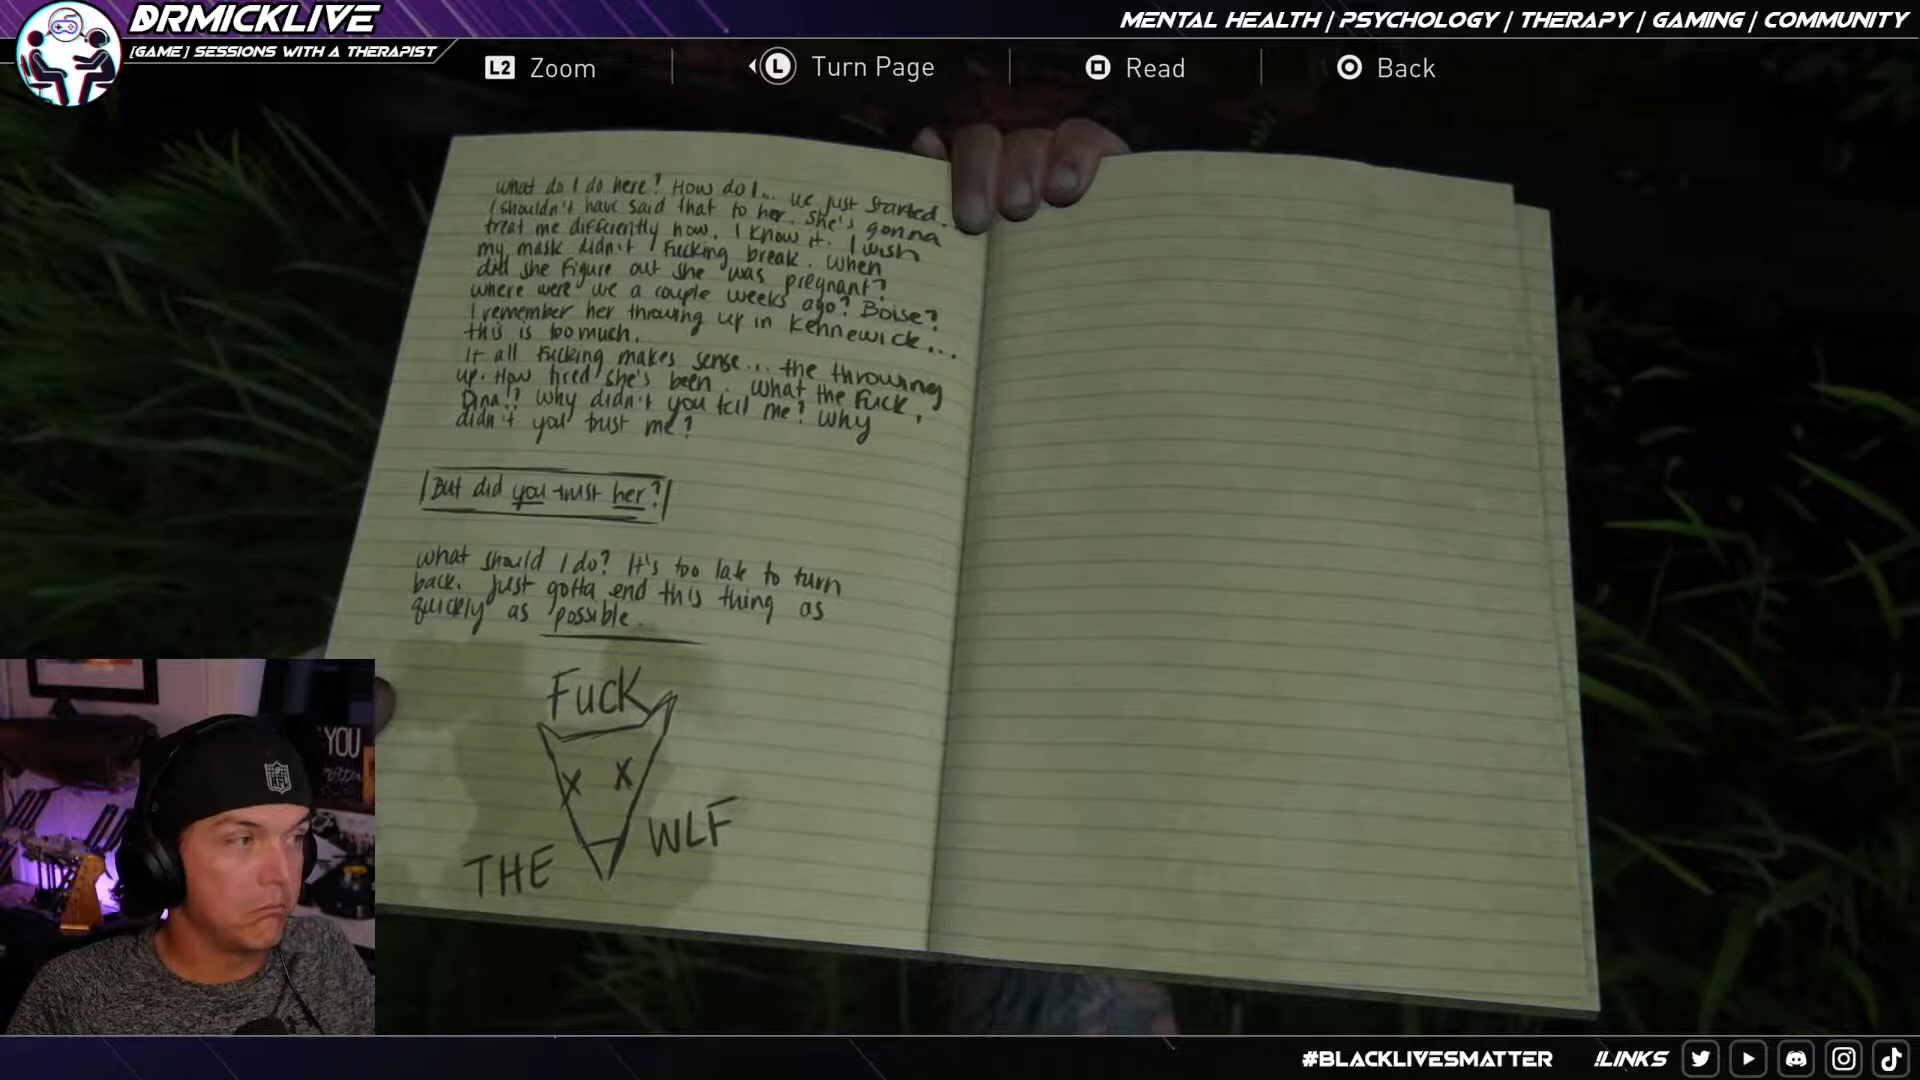 DRMICKLIVE
[GAME] SESSIONS WITH A THERAPIST
MENTAL HEALTH | PSYCHOLOGY | THERAPY | GAMING | COMMUNITY
L2 Zoom
L Turn Page
Read
Back
What do I do here? How do I... we just started.
I shouldn't have said that to her. She's gonna
treat me differently now. I know it. I wish
my mask didn't fucking break. When
did she figure out she was pregnant?
where were we a couple weeks ago? Boise?
I remember her throwing up in Kennewick...
this is too much.
It all fucking makes sense... the throwing
up. How tired she's been. What the Fuck,
Dina!? Why didn't you tell me? Why
didn't you trust me?
But did you trust her?
what should I do? It's too late to turn
back. Just gotta end this thing as
quickly as possible.
FucK
THE
WLF
YOU
#BLACKLIVESMATTER
!LINKS